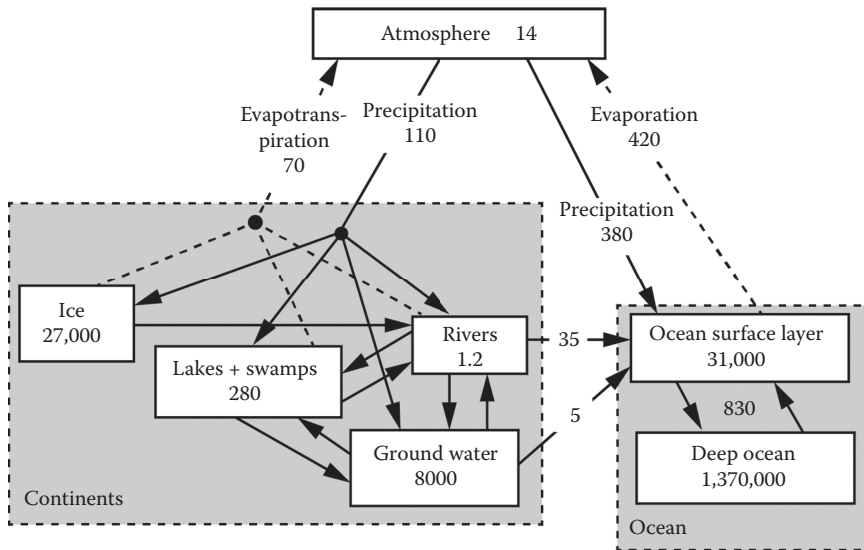 Atmosphere 14
Evapotrans-
piration
70
Precipitation
110
Evaporation
420
Precipitation
380
Ice
27,000
Rivers
1.2
35
Ocean surface layer
31,000
Lakes + swamps
280
5
830
Ground water
8000
Deep ocean
1,370,000
Continents
Ocean